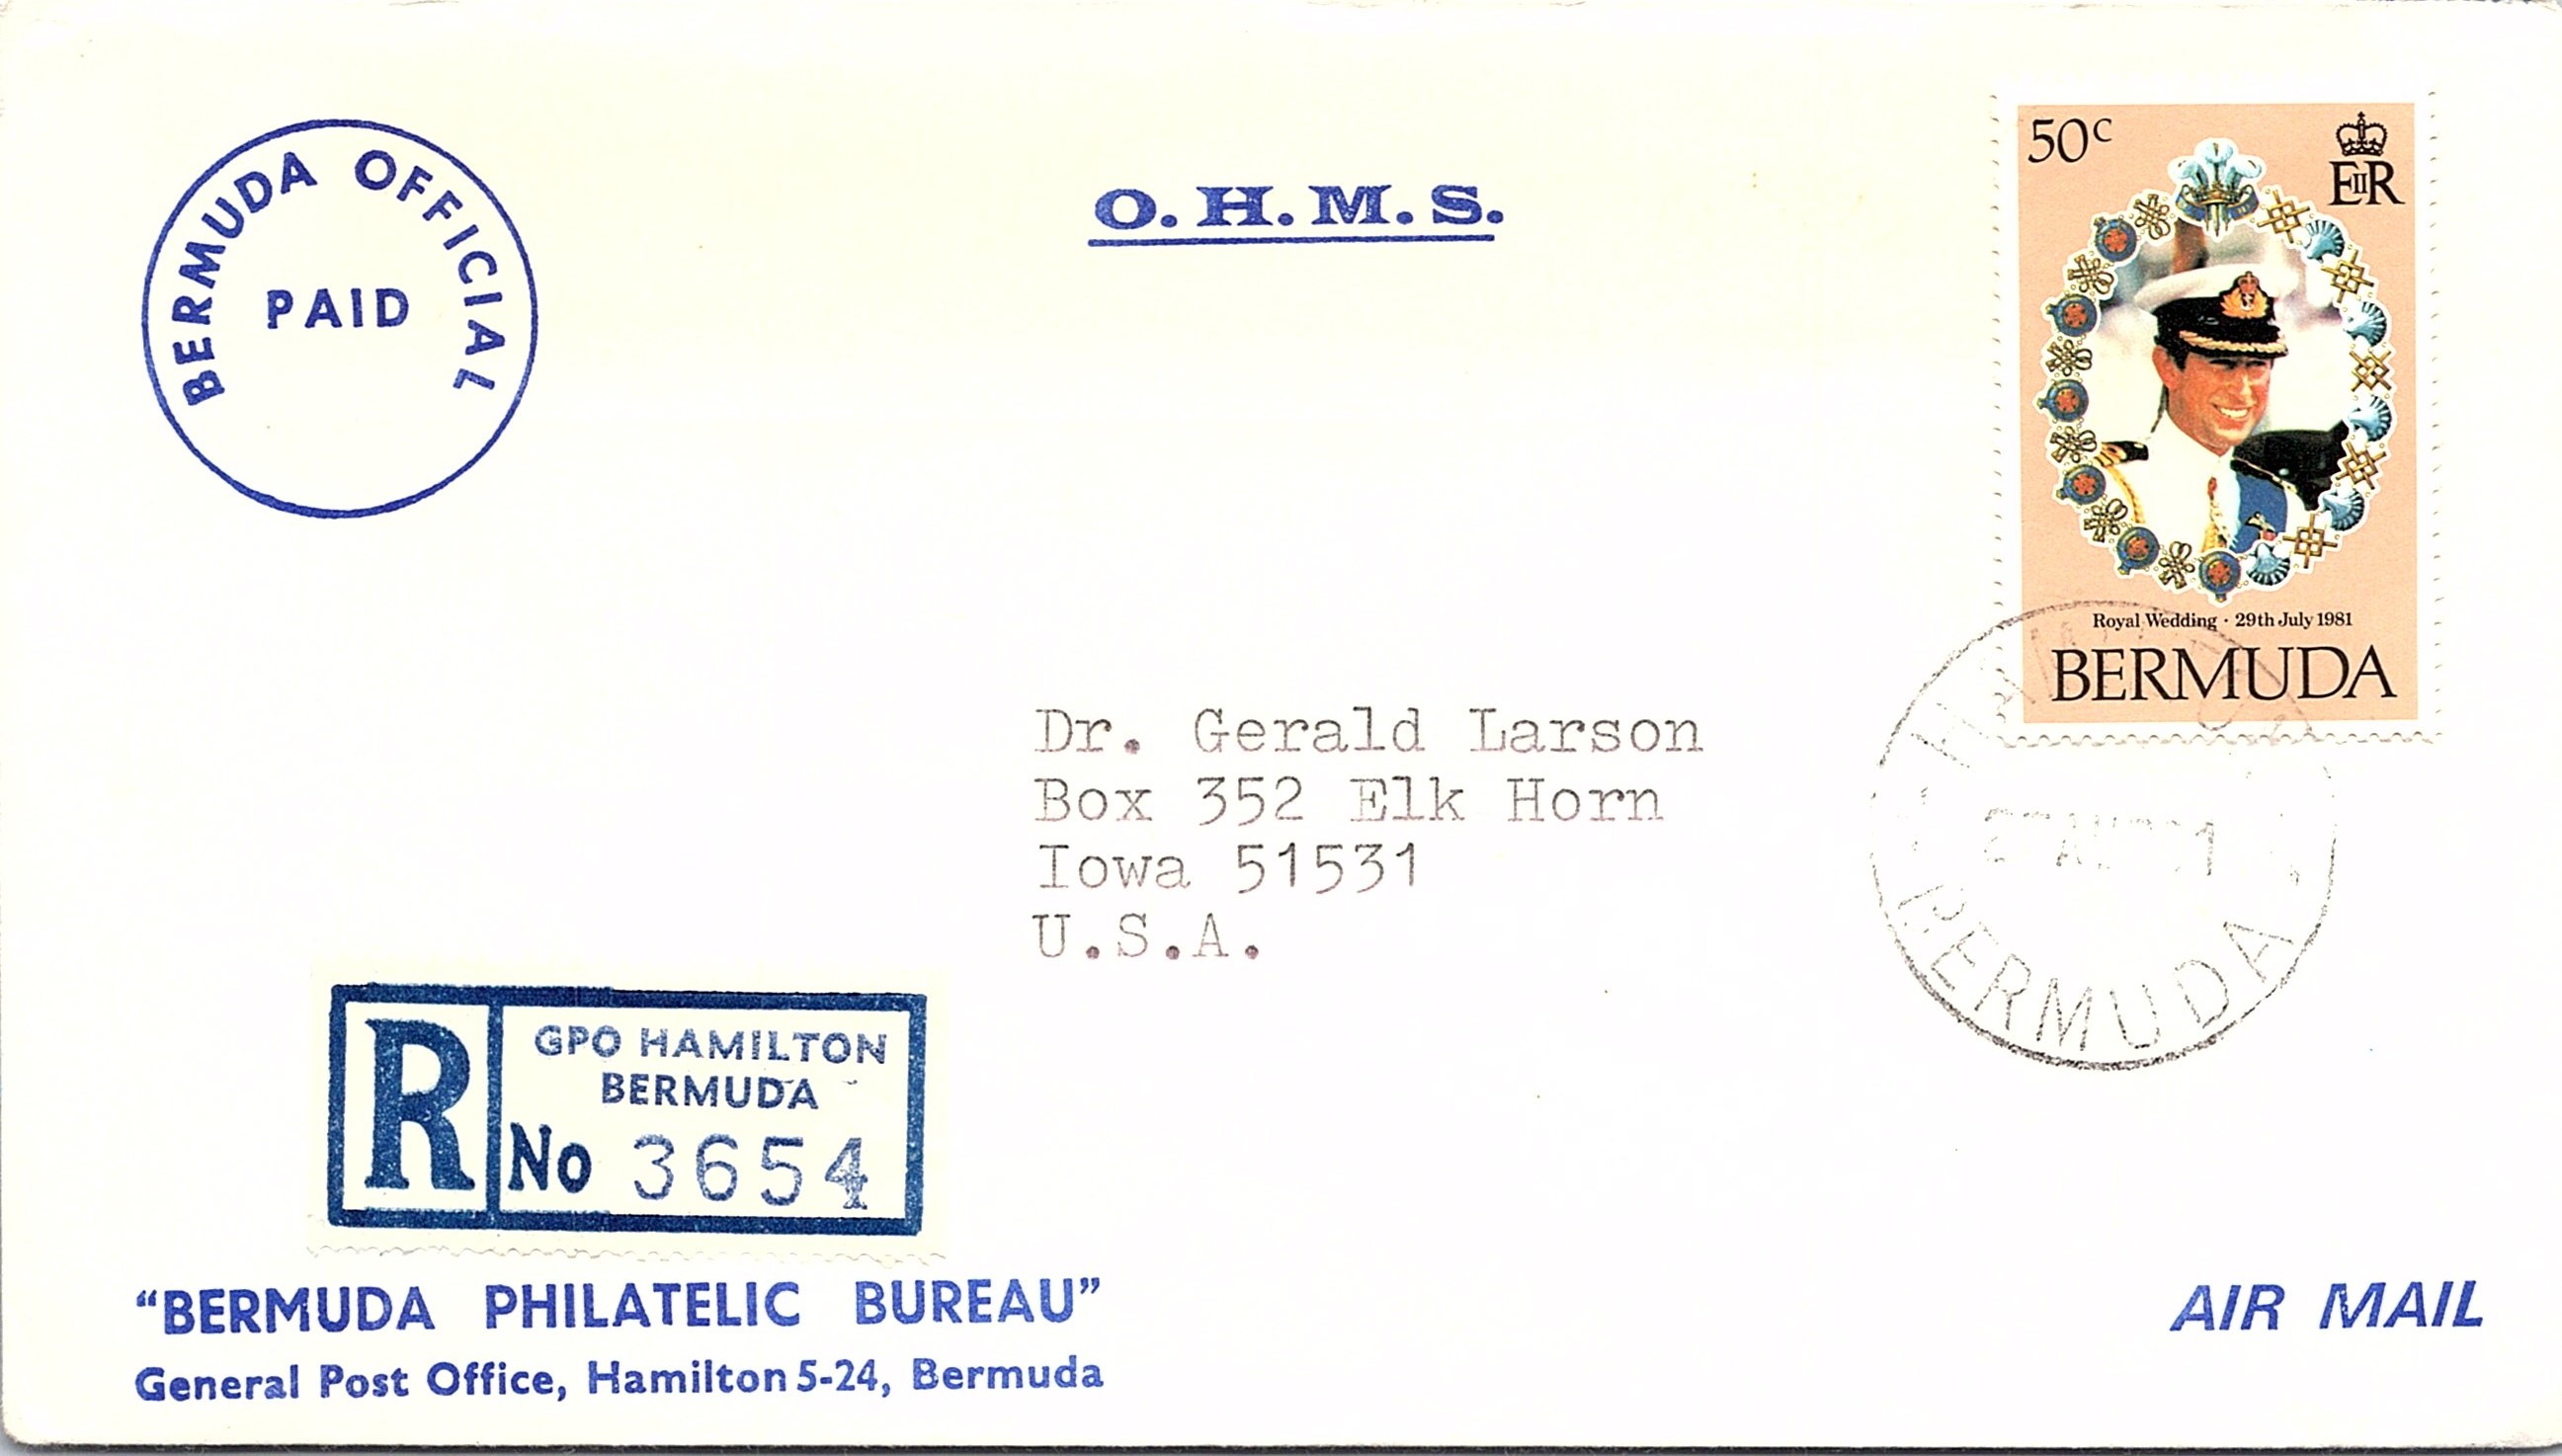 BERMUDA OFFICIAL
PAID
O.H.M.S.
50c
EIIR
Royal Wedding · 29th July 1981
BERMUDA
Dr. Gerald Larson
Box 352 Elk Horn
Iowa 51531
U.S.A.
BERMUDA
R
GPO HAMILTON
BERMUDA
No 3654
“BERMUDA PHILATELIC BUREAU”
General Post Office, Hamilton 5-24, Bermuda
AIR MAIL